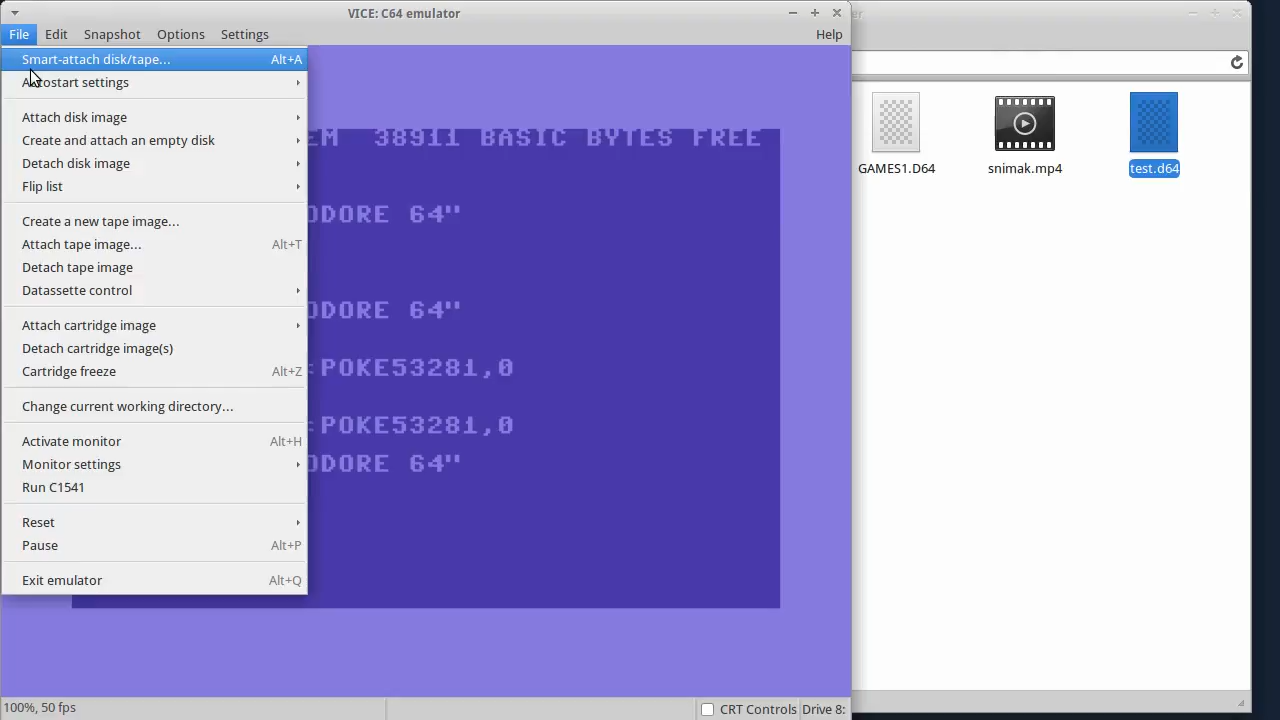 VICE: C64 emulator
File Edit Snapshot Options Settings Help
Smart-attach disk/tape... Alt+A
Autostart settings
Attach disk image
Create and attach an empty disk
Detach disk image
Flip list
Create a new tape image...
Attach tape image... Alt+T
Detach tape image
Datassette control
Attach cartridge image
Detach cartridge image(s)
Cartridge freeze Alt+Z
Change current working directory...
Activate monitor Alt+H
Monitor settings
Run C1541
Reset
Pause Alt+P
Exit emulator Alt+Q
EM 38911 BASIC BYTES FREE
ODORE 64"
ODORE 64"
:POKE53281,0
:POKE53281,0
ODORE 64"
100%, 50 fps
CRT Controls Drive 8:
GAMES1.D64
snimak.mp4
test.d64